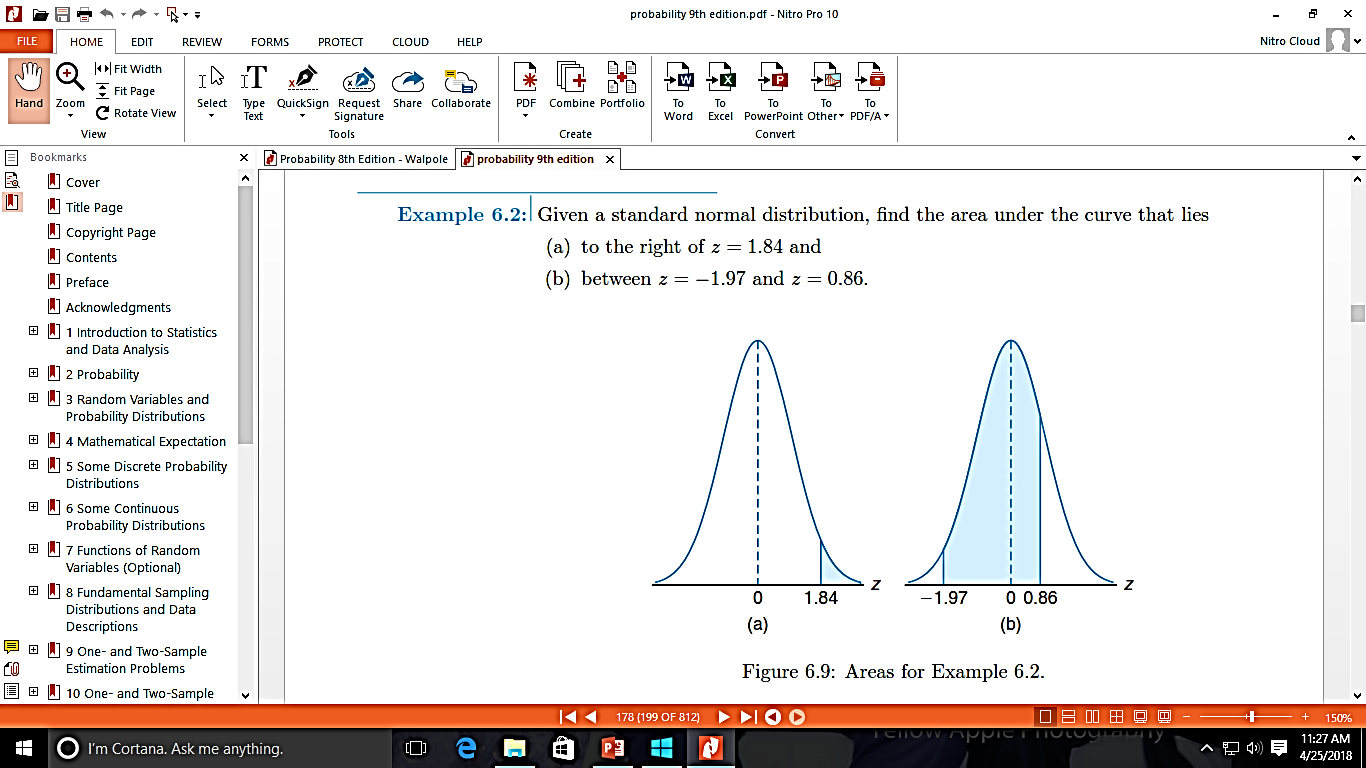 probability 9th edition.pdf - Nitro Pro 10
FILE HOME EDIT REVIEW FORMS PROTECT CLOUD HELP
Nitro Cloud
Hand
Zoom
Fit Width
Fit Page
Rotate View
View
Select
Type Text
QuickSign
Request Signature
Share
Collaborate
Tools
PDF
Combine
Portfolio
Create
To Word
To Excel
To PowerPoint
To Other
To PDF/A
Convert
Bookmarks
Cover
Title Page
Copyright Page
Contents
Preface
Acknowledgments
1 Introduction to Statistics
and Data Analysis
2 Probability
3 Random Variables and
Probability Distributions
4 Mathematical Expectation
5 Some Discrete Probability
Distributions
6 Some Continuous
Probability Distributions
7 Functions of Random
Variables (Optional)
8 Fundamental Sampling
Distributions and Data
Descriptions
9 One- and Two-Sample
Estimation Problems
10 One- and Two-Sample
Probability 8th Edition - Walpole
probability 9th edition
Example 6.2: Given a standard normal distribution, find the area under the curve that lies
(a) to the right of z = 1.84 and
(b) between z = −1.97 and z = 0.86.
0 1.84 z
(a)
−1.97 0 0.86 z
(b)
Figure 6.9: Areas for Example 6.2.
178 (199 OF 812)
150%
I'm Cortana. Ask me anything.
Yellow Apple Photography
11:27 AM
4/25/2018